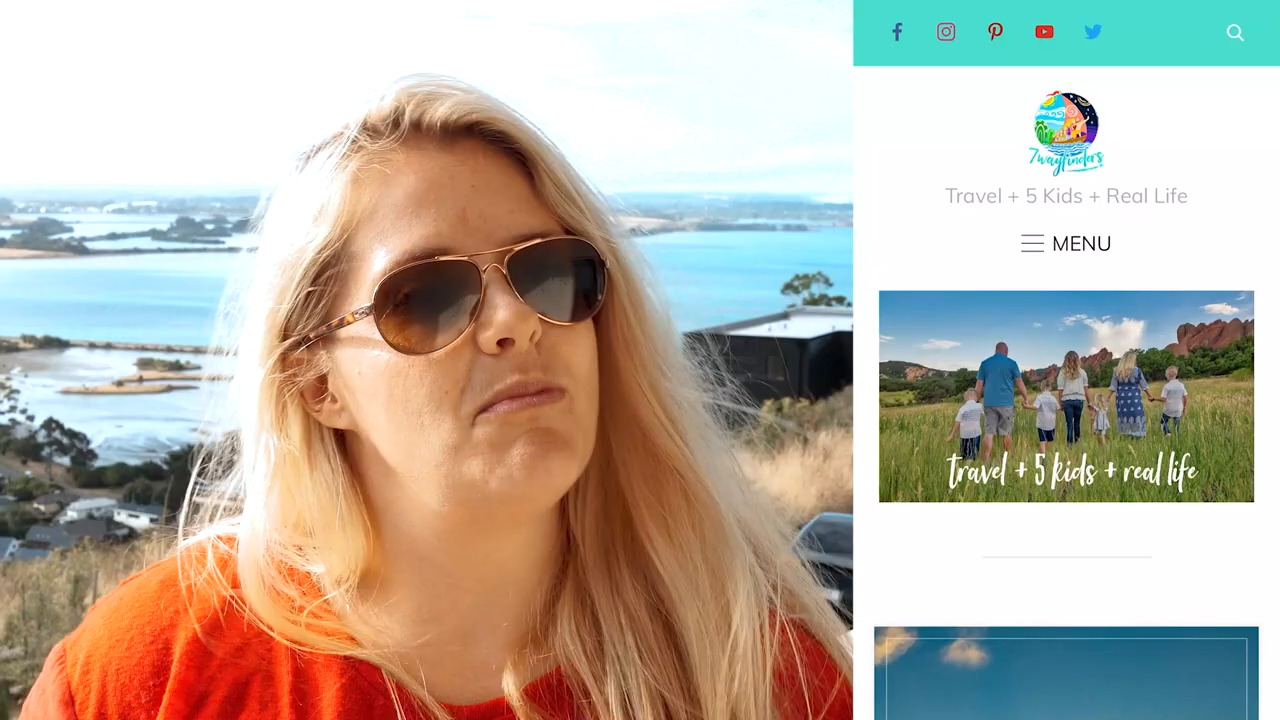 7wayfinders
Travel + 5 Kids + Real Life
MENU
travel + 5 kids + real life